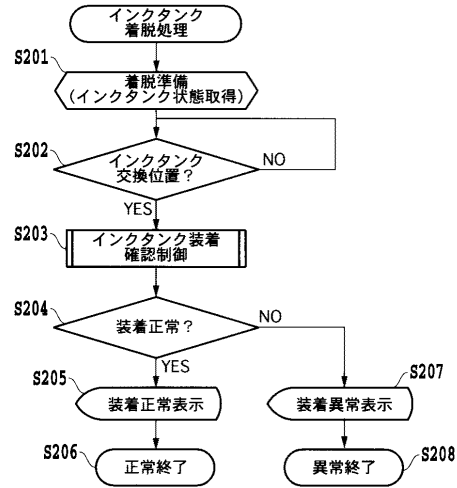 インクタンク
着脱処理
S201
着脱準備
(インクタンク状態取得)
S202
インクタンク
交換位置?
NO
YES
S203
インクタンク装着
確認制御
S204
装着正常?
NO
YES
S205
装着正常表示
S207
装着異常表示
S206
正常終了
S208
異常終了